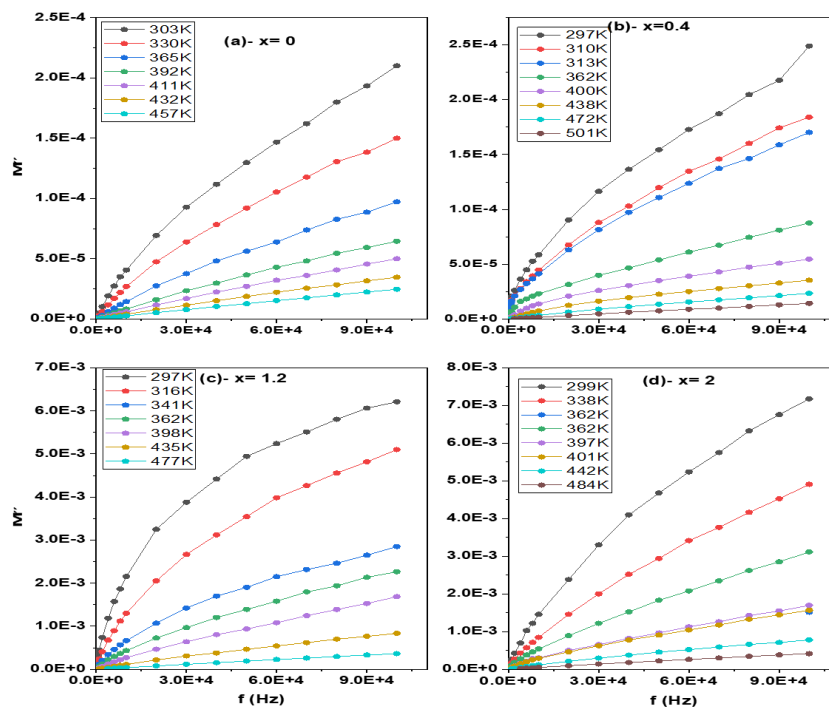 (a)- x= 0
303K
330K
365K
392K
411K
432K
457K
2.5E-4
2.0E-4
1.5E-4
1.0E-4
5.0E-5
0.0E+0
0.0E+0
3.0E+4
6.0E+4
9.0E+4
M″
(b)- x=0.4
297K
310K
313K
362K
400K
438K
472K
501K
2.5E-4
2.0E-4
1.5E-4
1.0E-4
5.0E-5
0.0E+0
0.0E+0
3.0E+4
6.0E+4
9.0E+4
(c)- x= 1.2
297K
316K
341K
362K
398K
435K
477K
7.0E-3
6.0E-3
5.0E-3
4.0E-3
3.0E-3
2.0E-3
1.0E-3
0.0E+0
0.0E+0
3.0E+4
6.0E+4
9.0E+4
M″
f (Hz)
(d)- x= 2
299K
338K
362K
362K
397K
401K
442K
484K
8.0E-3
7.0E-3
6.0E-3
5.0E-3
4.0E-3
3.0E-3
2.0E-3
1.0E-3
0.0E+0
0.0E+0
3.0E+4
6.0E+4
9.0E+4
f (Hz)